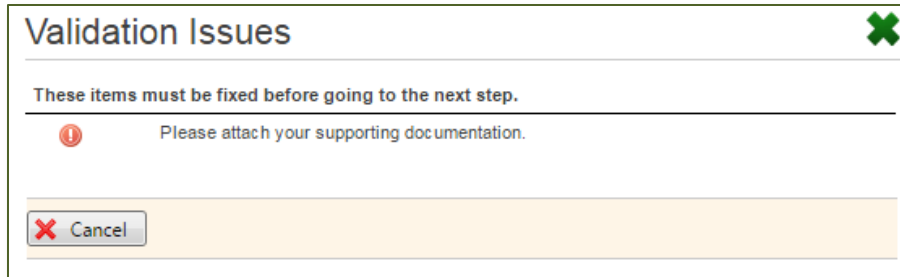 Validation Issues
These items must be fixed before going to the next step.
Please attach your supporting documentation.
Cancel